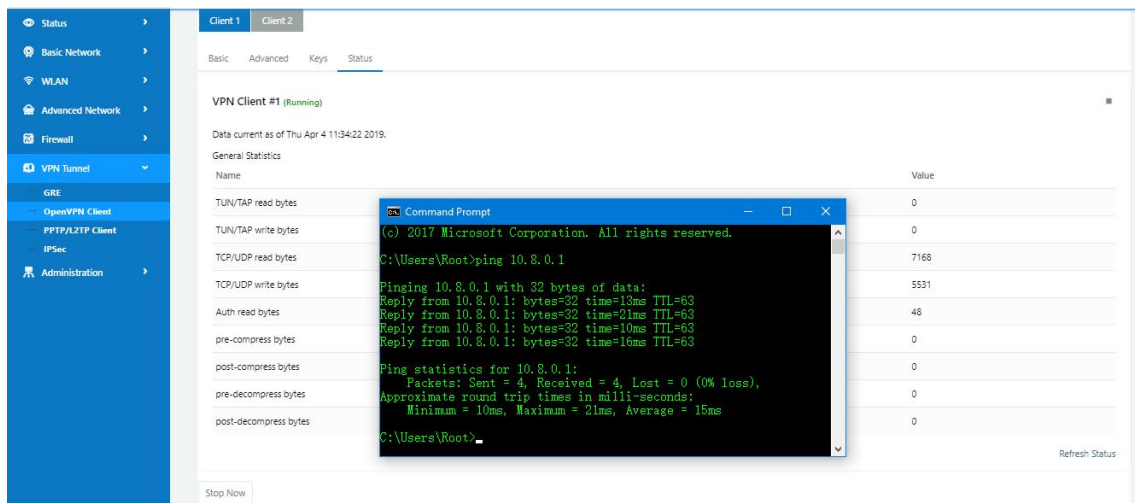 Status
Basic Network
WLAN
Advanced Network
Firewall
VPN Tunnel
GRE
OpenVPN Client
PPTP/L2TP Client
IPSec
Administration
Client 1 Client 2
Basic Advanced Keys Status
VPN Client #1 (Running)
Data current as of Thu Apr 4 11:34:22 2019.
General Statistics
Name Value
TUN/TAP read bytes 0
TUN/TAP write bytes 0
TCP/UDP read bytes 7168
TCP/UDP write bytes 5531
Auth read bytes 48
pre-compress bytes 0
post-compress bytes 0
pre-decompress bytes 0
post-decompress bytes 0
Refresh Status
Stop Now
Command Prompt
(c) 2017 Microsoft Corporation. All rights reserved.
C:\Users\Root>ping 10.8.0.1
Pinging 10.8.0.1 with 32 bytes of data:
Reply from 10.8.0.1: bytes=32 time=13ms TTL=63
Reply from 10.8.0.1: bytes=32 time=21ms TTL=63
Reply from 10.8.0.1: bytes=32 time=10ms TTL=63
Reply from 10.8.0.1: bytes=32 time=16ms TTL=63
Ping statistics for 10.8.0.1:
Packets: Sent = 4, Received = 4, Lost = 0 (0% loss),
Approximate round trip times in milli-seconds:
Minimum = 10ms, Maximum = 21ms, Average = 15ms
C:\Users\Root>